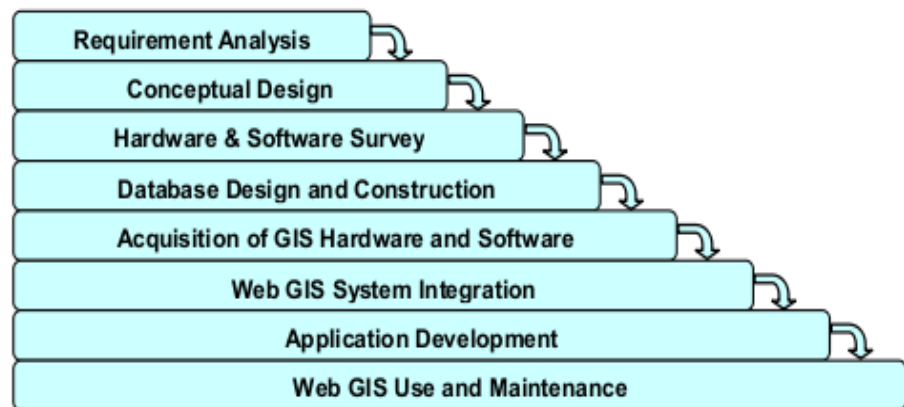 Requirement Analysis
Conceptual Design
Hardware & Software Survey
Database Design and Construction
Acquisition of GIS Hardware and Software
Web GIS System Integration
Application Development
Web GIS Use and Maintenance